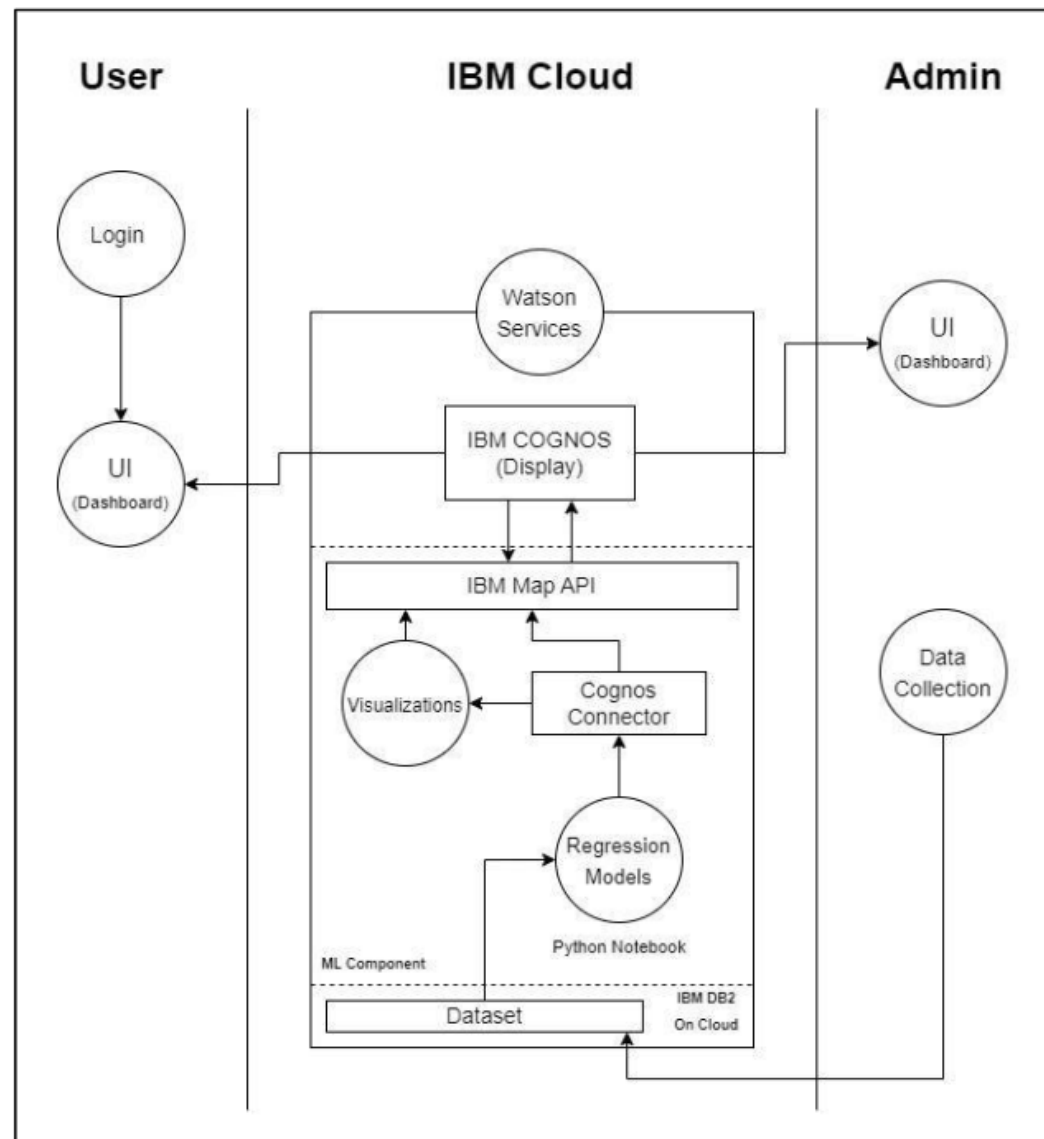 User
IBM Cloud
Admin
Login
Watson
Services
UI
(Dashboard)
IBM COGNOS
(Display)
UI
(Dashboard)
IBM Map API
Data
Collection
Visualizations
Cognos
Connector
Regression
Models
Python Notebook
ML Component
IBM DB2
On Cloud
Dataset